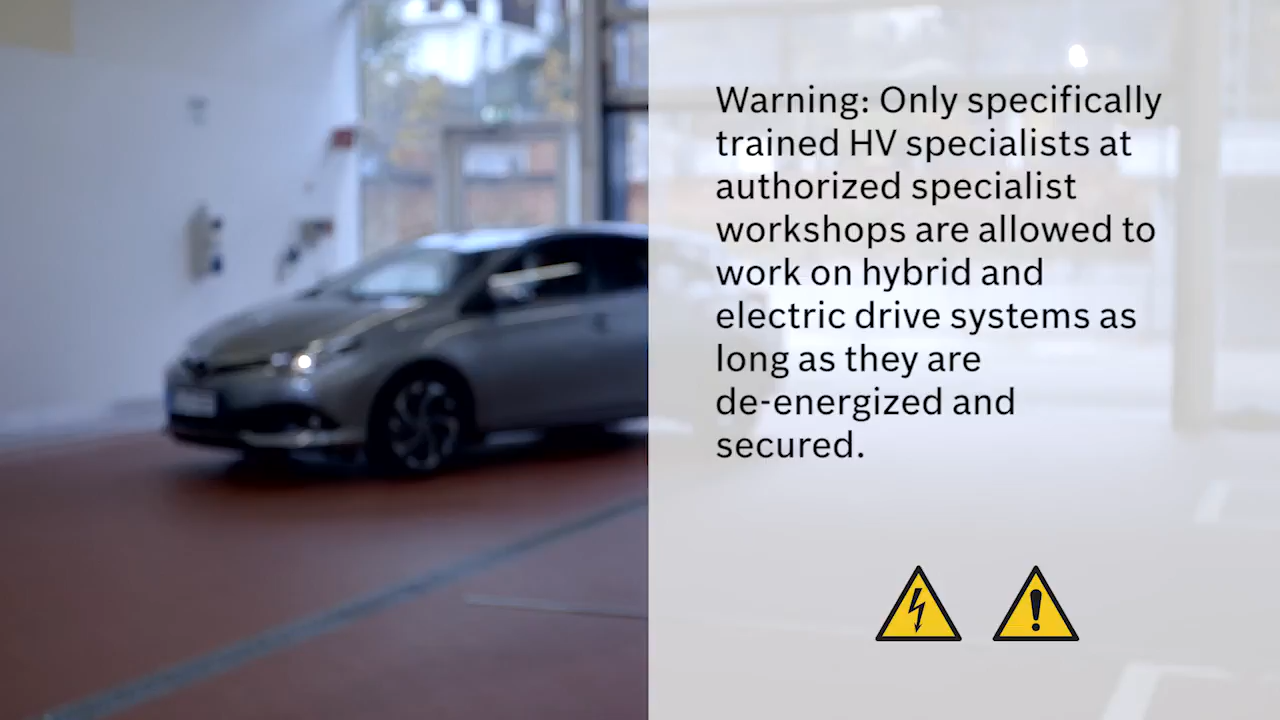 Warning: Only specifically
trained HV specialists at
authorized specialist
workshops are allowed to
work on hybrid and
electric drive systems as
long as they are
de-energized and
secured.